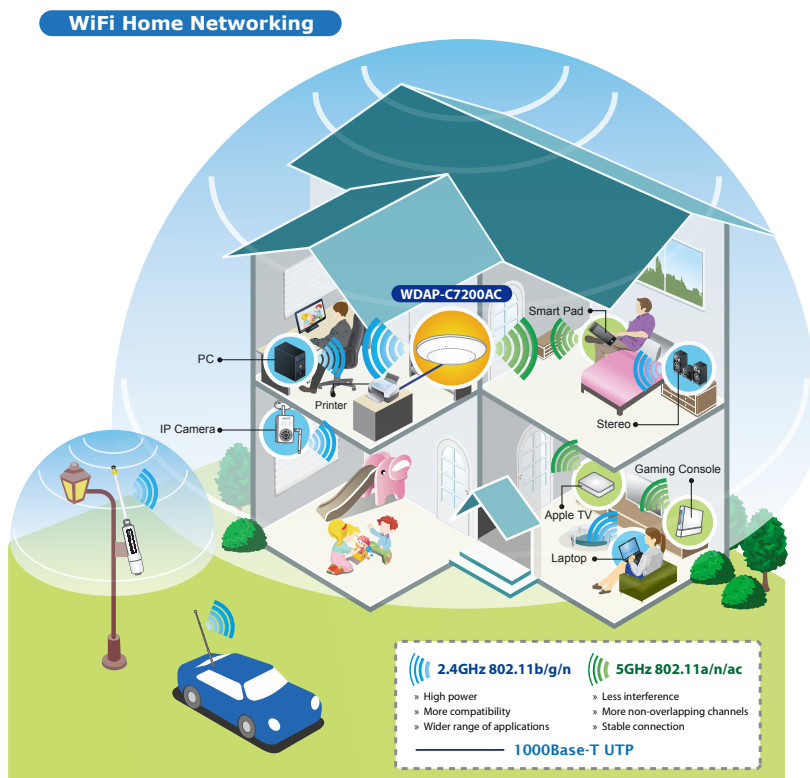 WiFi Home Networking
WDAP-C7200AC
Smart Pad
PC
Printer
Stereo
IP Camera
Gaming Console
Apple TV
Laptop
2.4GHz 802.11b/g/n
» High power
» More compatibility
» Wider range of applications
5GHz 802.11a/n/ac
» Less interference
» More non-overlapping channels
» Stable connection
1000Base-T UTP